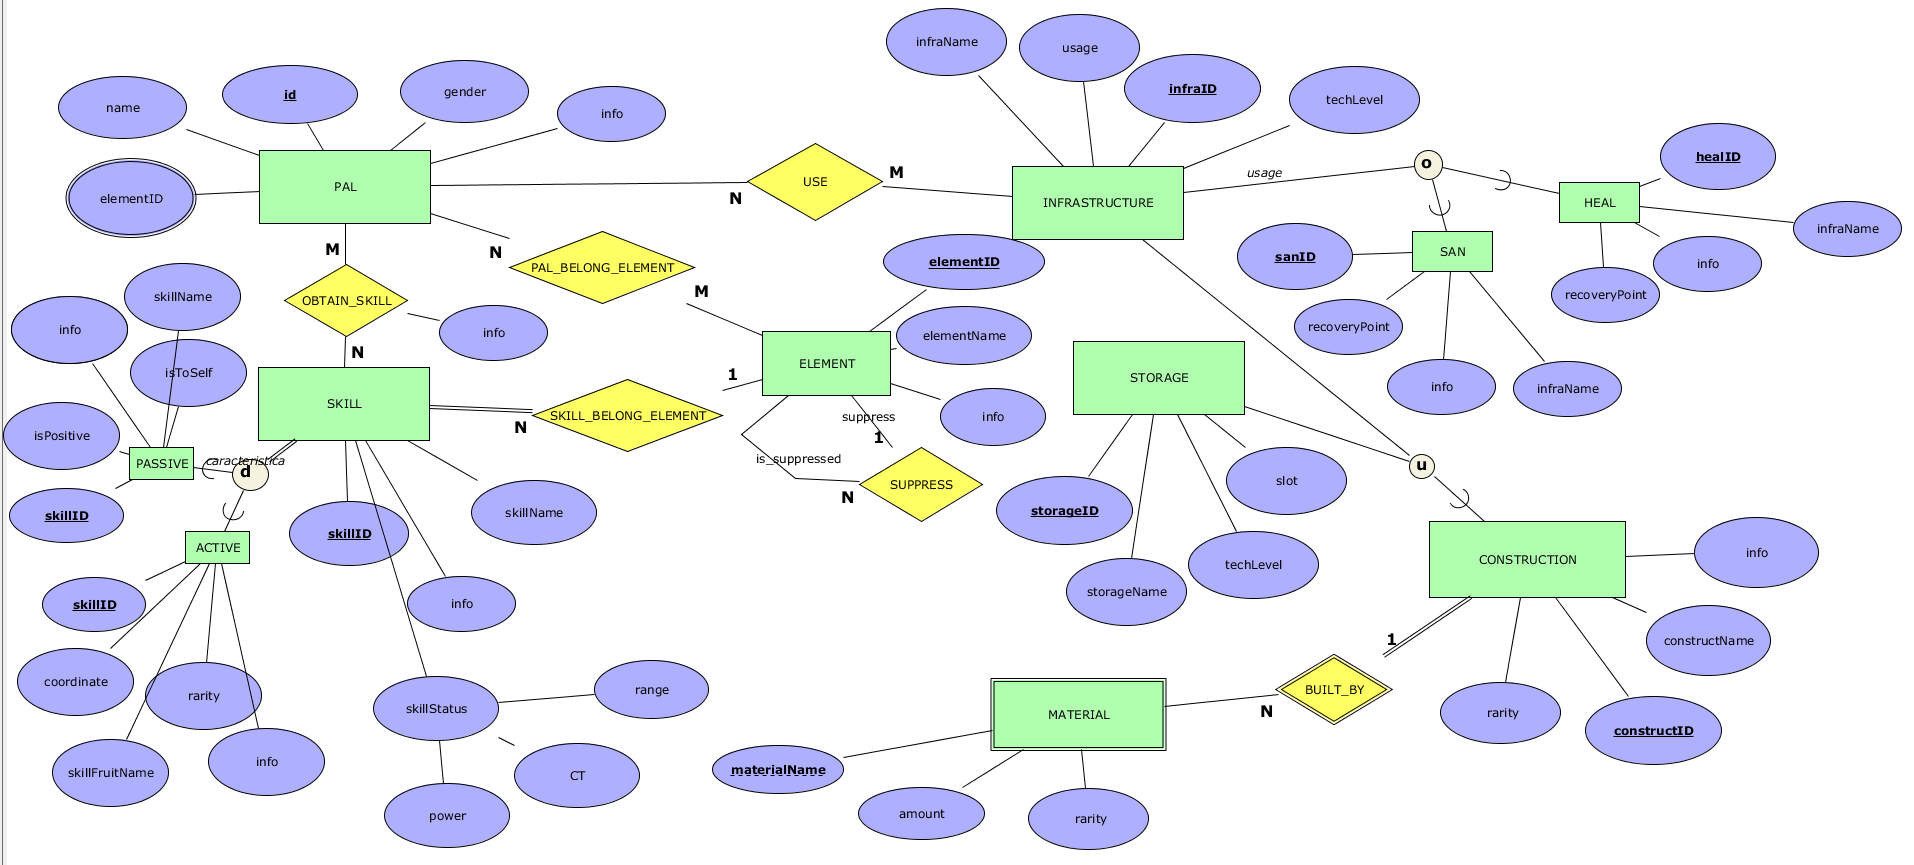 infraName
usage
infraID
techLevel
name
id
gender
info
elementID
PAL
USE
N
M
INFRASTRUCTURE
usage
o
healID
HEAL
infraName
info
recoveryPoint
SAN
sanID
recoveryPoint
info
infraName
M
N
PAL_BELONG_ELEMENT
M
elementID
OBTAIN_SKILL
info
N
skillName
info
isToSelf
isPositive
PASSIVE
skillID
caracteristica
d
SKILL
SKILL_BELONG_ELEMENT
N
1
ELEMENT
elementName
info
suppress
1
is_suppressed
N
SUPPRESS
STORAGE
storageID
slot
techLevel
storageName
u
CONSTRUCTION
info
constructName
constructID
rarity
1
BUILT_BY
N
MATERIAL
materialName
amount
rarity
ACTIVE
skillID
coordinate
rarity
skillFruitName
info
skillID
skillName
info
skillStatus
range
CT
power